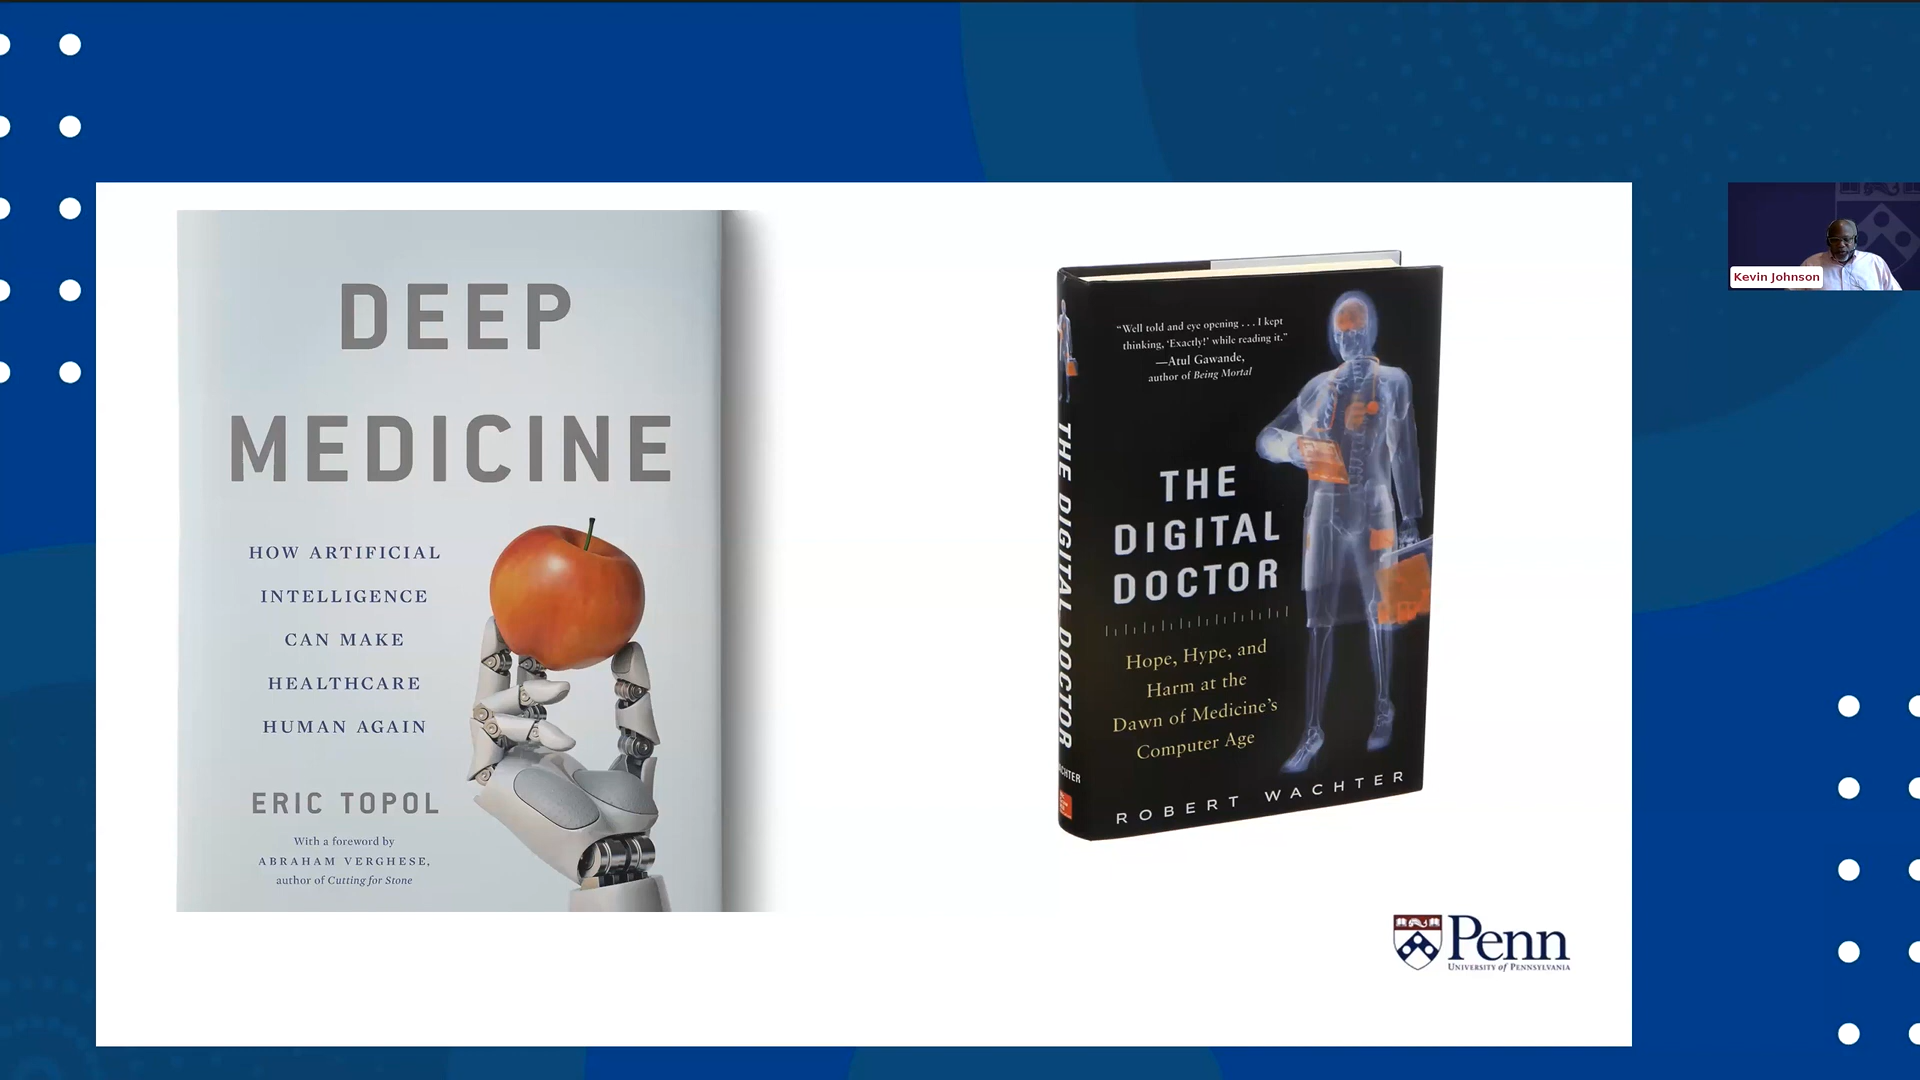 DEEP
MEDICINE
HOW ARTIFICIAL
INTELLIGENCE
CAN MAKE
HEALTHCARE
HUMAN AGAIN
ERIC TOPOL
With a foreword by
ABRAHAM VERGHESE,
author of Cutting for Stone
THE DIGITAL DOCTOR
“Well told and eye opening . . . I kept
thinking, ‘Exactly!’ while reading it.”
—Atul Gawande,
author of Being Mortal
THE
DIGITAL
DOCTOR
Hope, Hype, and
Harm at the
Dawn of Medicine’s
Computer Age
ROBERT WACHTER
Kevin Johnson
Penn
UNIVERSITY of PENNSYLVANIA